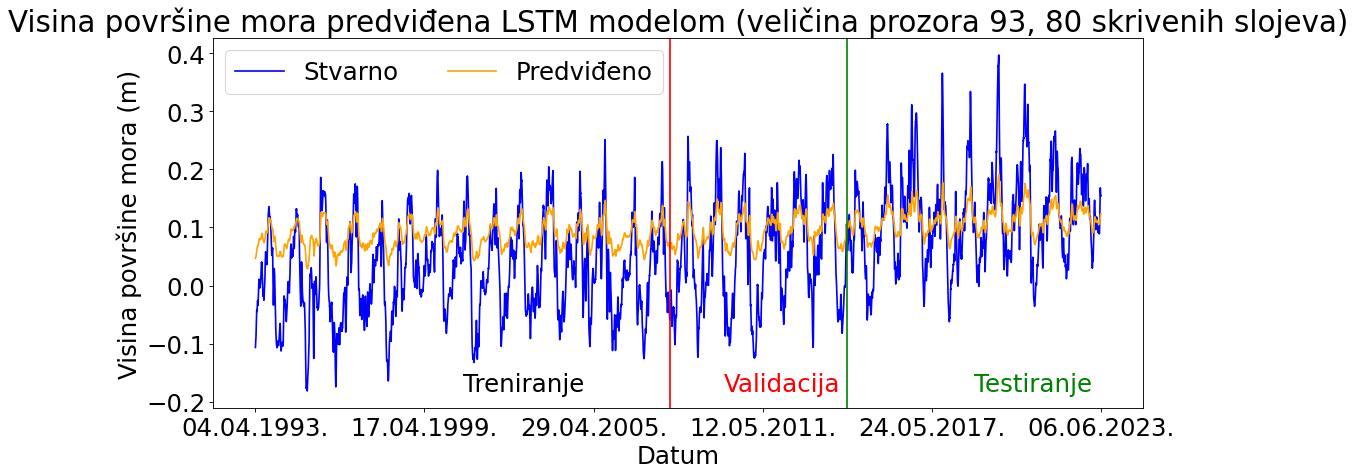 Visina površine mora predviđena LSTM modelom (veličina prozora 93, 80 skrivenih slojeva)
Stvarno
Predviđeno
Visina površine mora (m)
0.4
0.3
0.2
0.1
0.0
−0.1
−0.2
Treniranje
Validacija
Testiranje
04.04.1993.
17.04.1999.
29.04.2005.
12.05.2011.
24.05.2017.
06.06.2023.
Datum